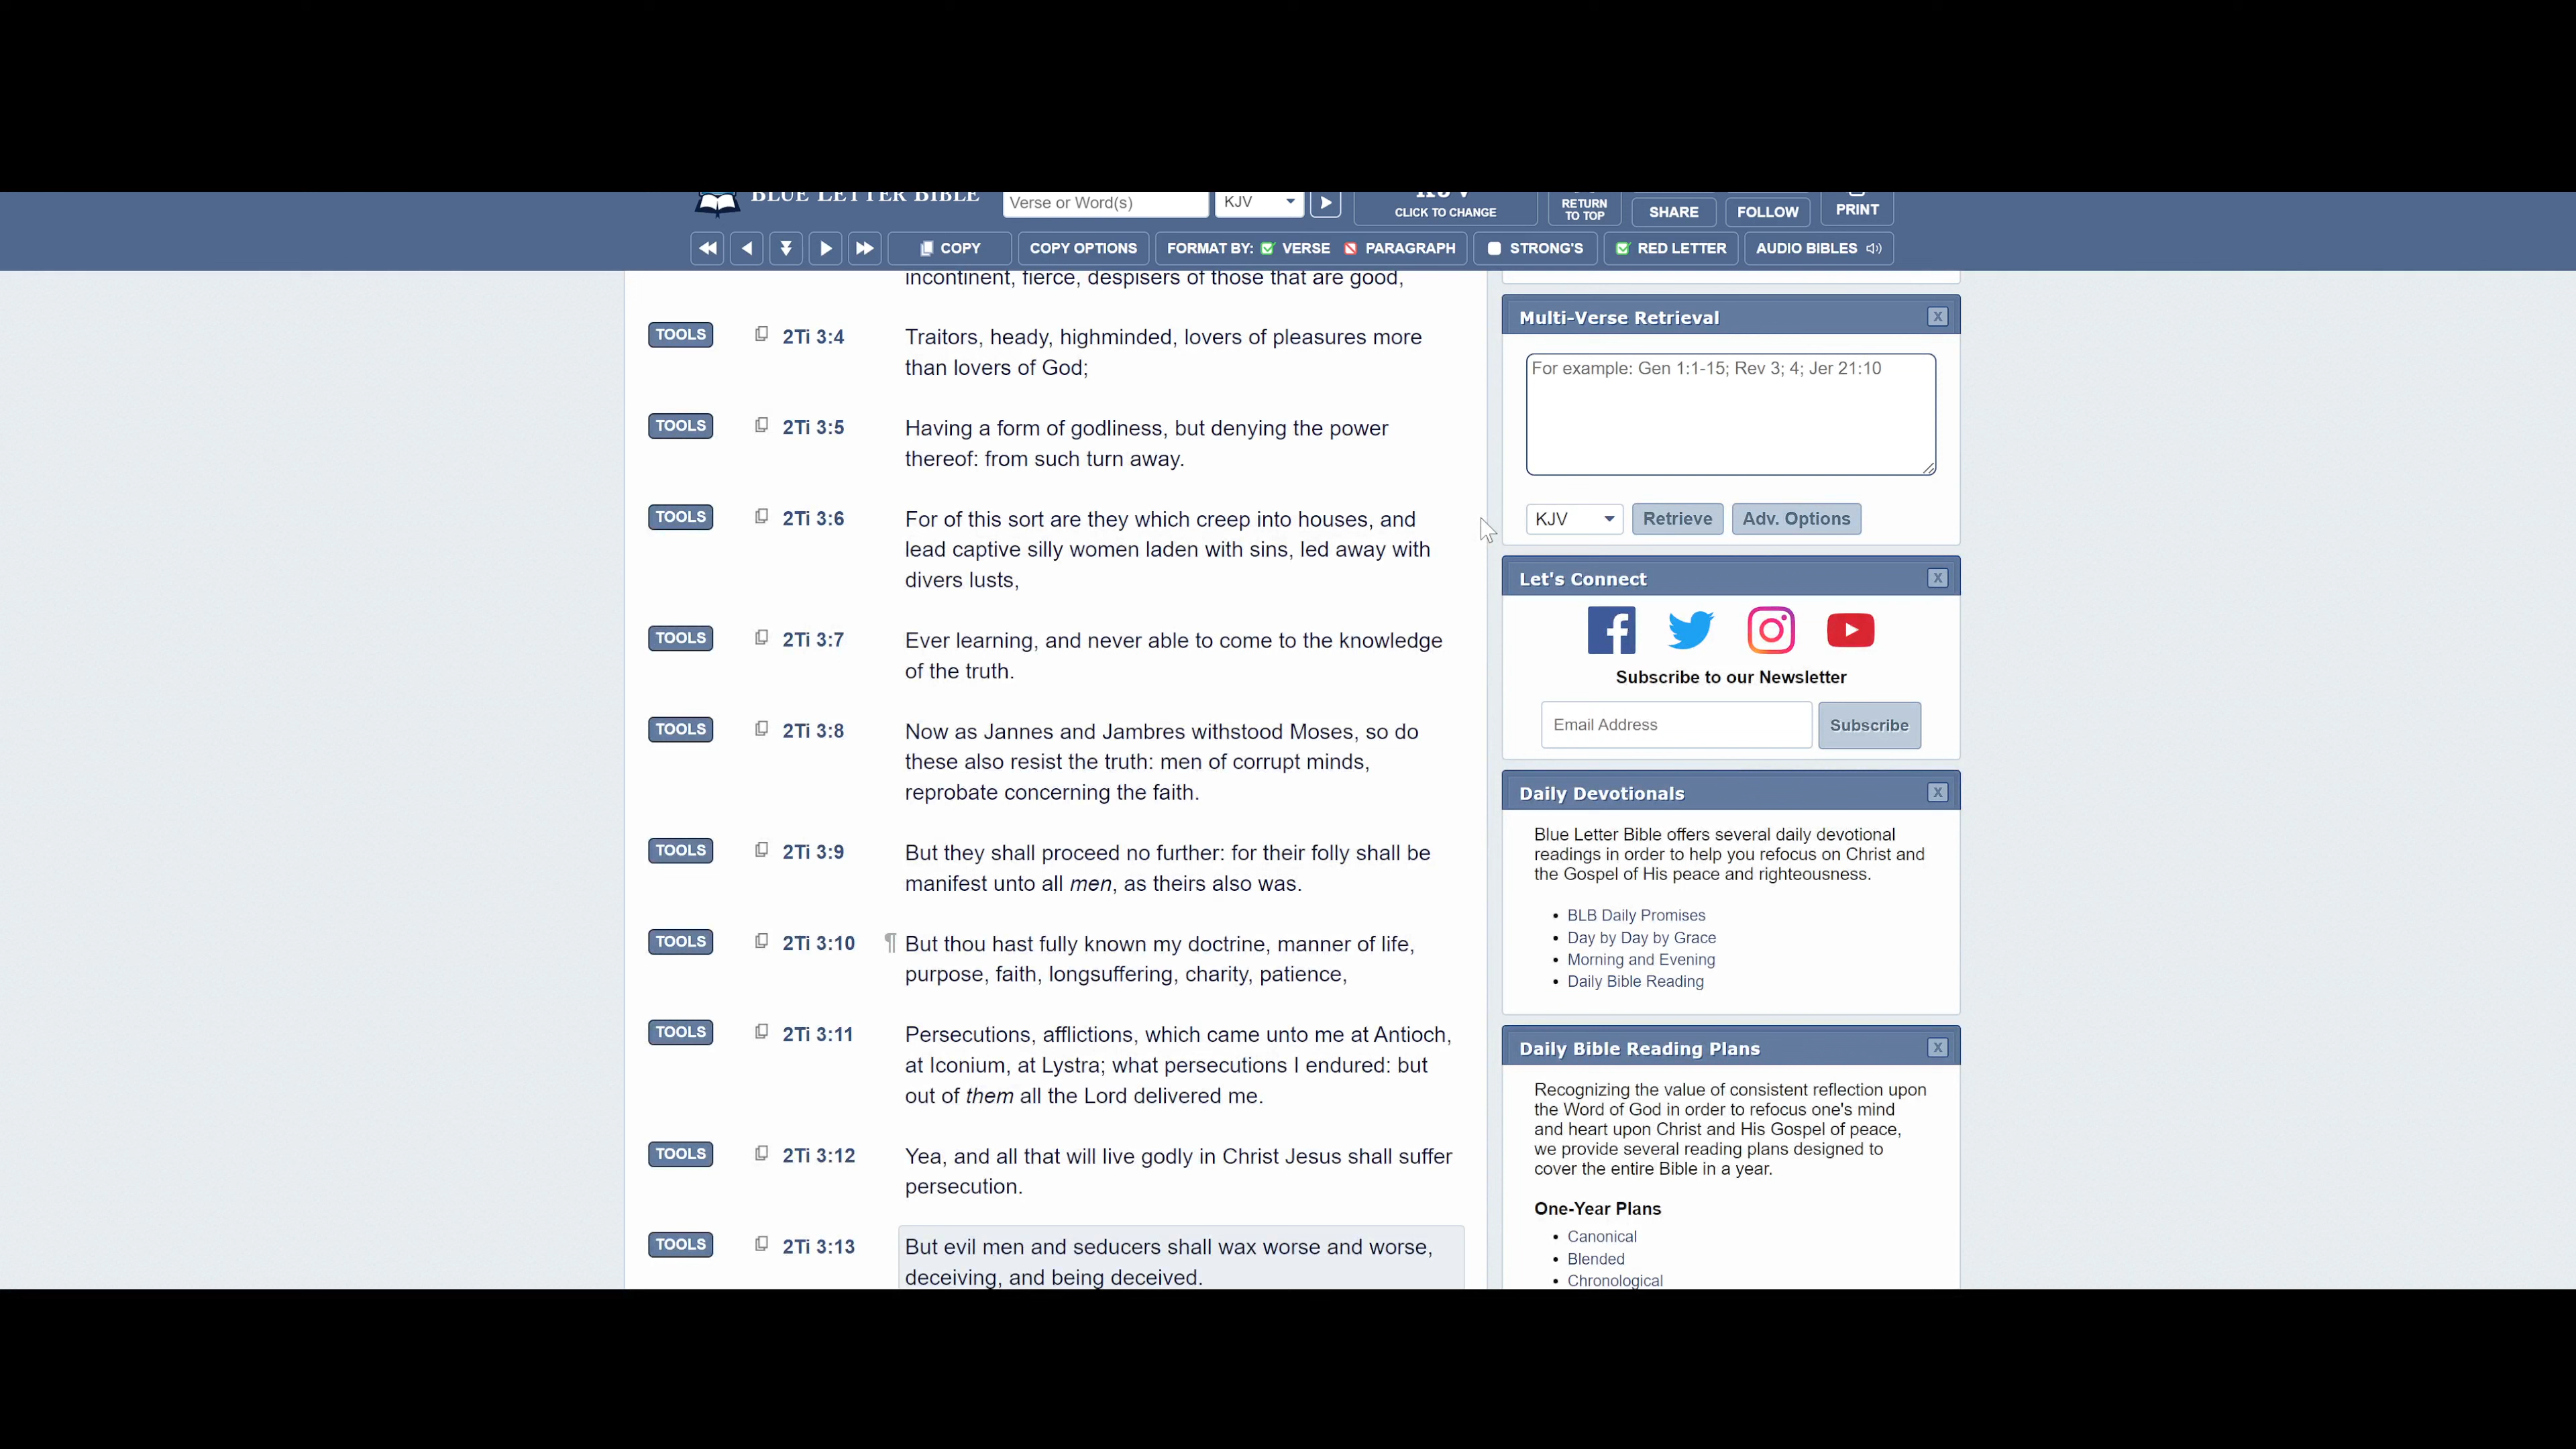 BLUE LETTER BIBLE
Verse or Word(s)
KJV
KJV
CLICK TO CHANGE
RETURN
TO TOP
SHARE
FOLLOW
PRINT
COPY
COPY OPTIONS
FORMAT BY: VERSE PARAGRAPH
STRONG'S
RED LETTER
AUDIO BIBLES
incontinent, fierce, despisers of those that are good,
TOOLS 2Ti 3:4 Traitors, heady, highminded, lovers of pleasures more
than lovers of God;
TOOLS 2Ti 3:5 Having a form of godliness, but denying the power
thereof: from such turn away.
TOOLS 2Ti 3:6 For of this sort are they which creep into houses, and
lead captive silly women laden with sins, led away with
divers lusts,
TOOLS 2Ti 3:7 Ever learning, and never able to come to the knowledge
of the truth.
TOOLS 2Ti 3:8 Now as Jannes and Jambres withstood Moses, so do
these also resist the truth: men of corrupt minds,
reprobate concerning the faith.
TOOLS 2Ti 3:9 But they shall proceed no further: for their folly shall be
manifest unto all men, as theirs also was.
TOOLS 2Ti 3:10 ¶ But thou hast fully known my doctrine, manner of life,
purpose, faith, longsuffering, charity, patience,
TOOLS 2Ti 3:11 Persecutions, afflictions, which came unto me at Antioch,
at Iconium, at Lystra; what persecutions I endured: but
out of them all the Lord delivered me.
TOOLS 2Ti 3:12 Yea, and all that will live godly in Christ Jesus shall suffer
persecution.
TOOLS 2Ti 3:13 But evil men and seducers shall wax worse and worse,
deceiving, and being deceived.
Multi-Verse Retrieval X
For example: Gen 1:1-15; Rev 3; 4; Jer 21:10
KJV Retrieve Adv. Options
Let's Connect X
Subscribe to our Newsletter
Email Address Subscribe
Daily Devotionals X
Blue Letter Bible offers several daily devotional
readings in order to help you refocus on Christ and
the Gospel of His peace and righteousness.
• BLB Daily Promises
• Day by Day by Grace
• Morning and Evening
• Daily Bible Reading
Daily Bible Reading Plans X
Recognizing the value of consistent reflection upon
the Word of God in order to refocus one's mind
and heart upon Christ and His Gospel of peace,
we provide several reading plans designed to
cover the entire Bible in a year.
One-Year Plans
• Canonical
• Blended
• Chronological